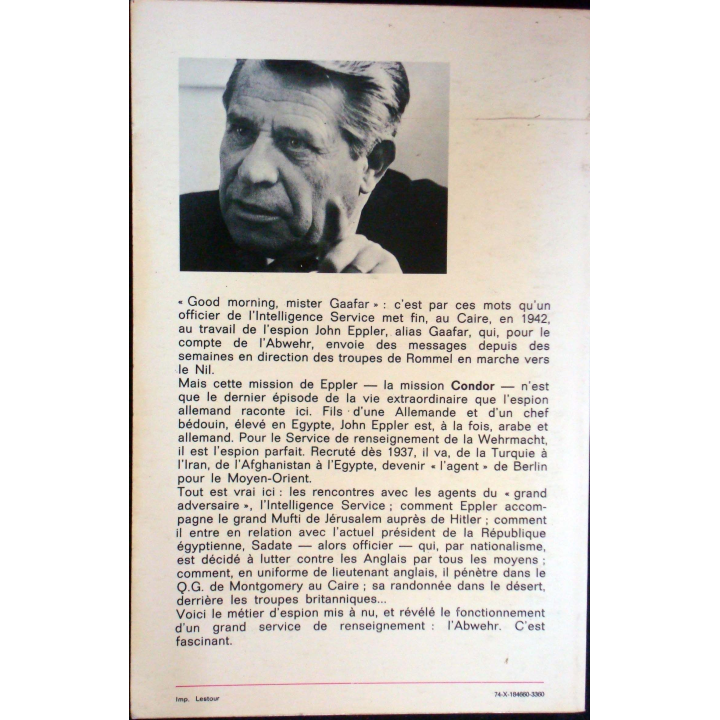 « Good morning, mister Gaafar » : c'est par ces mots qu'un
officier de l'Intelligence Service met fin, au Caire, en 1942,
au travail de l'espion John Eppler, alias Gaafar, qui, pour le
compte de l'Abwehr, envoie des messages depuis des
semaines en direction des troupes de Rommel en marche vers
le Nil.
Mais cette mission de Eppler — la mission Condor — n'est
que le dernier épisode de la vie extraordinaire que l'espion
allemand raconte ici. Fils d'une Allemande et d'un chef
bédouin, élevé en Egypte, John Eppler est, à la fois, arabe et
allemand. Pour le Service de renseignement de la Wehrmacht,
il est l'espion parfait. Recruté dès 1937, il va, de la Turquie à
l'Iran, de l'Afghanistan à l'Egypte, devenir « l'agent » de Berlin
pour le Moyen-Orient.
Tout est vrai ici : les rencontres avec les agents du « grand
adversaire », l'Intelligence Service ; comment Eppler accom-
pagne le grand Mufti de Jérusalem auprès de Hitler ; comment
il entre en relation avec l'actuel président de la République
égyptienne, Sadate — alors officier — qui, par nationalisme,
est décidé à lutter contre les Anglais par tous les moyens ;
comment, en uniforme de lieutenant anglais, il pénètre dans le
Q.G. de Montgomery au Caire ; sa randonnée dans le désert,
derrière les troupes britanniques...
Voici le métier d'espion mis à nu, et révélé le fonctionnement
d'un grand service de renseignement : l'Abwehr. C'est
fascinant.
Imp. Lestour
74-X-184660-3360